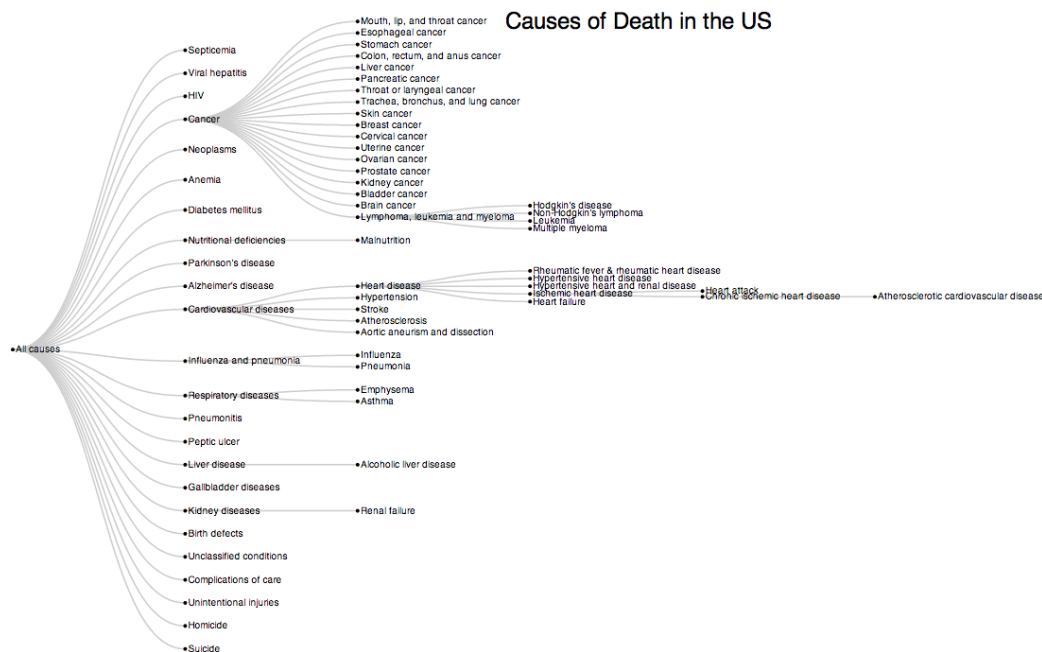 Causes of Death in the US
All causes
Septicemia
Viral hepatitis
HIV
Cancer
Mouth, lip, and throat cancer
Esophageal cancer
Stomach cancer
Colon, rectum, and anus cancer
Liver cancer
Pancreatic cancer
Throat or laryngeal cancer
Trachea, bronchus, and lung cancer
Skin cancer
Breast cancer
Cervical cancer
Uterine cancer
Ovarian cancer
Prostate cancer
Kidney cancer
Bladder cancer
Brain cancer
Lymphoma, leukemia and myeloma
Hodgkin's disease
Non-Hodgkin's lymphoma
Leukemia
Multiple myeloma
Neoplasms
Anemia
Diabetes mellitus
Nutritional deficiencies
Malnutrition
Parkinson's disease
Alzheimer's disease
Cardiovascular diseases
Heart disease
Rheumatic fever & rheumatic heart disease
Hypertensive heart disease
Hypertensive heart and renal disease
Ischemic heart disease
Heart attack
Chronic ischemic heart disease
Atherosclerotic cardiovascular disease
Heart failure
Hypertension
Stroke
Atherosclerosis
Aortic aneurism and dissection
Influenza and pneumonia
Influenza
Pneumonia
Respiratory diseases
Emphysema
Asthma
Pneumonitis
Peptic ulcer
Liver disease
Alcoholic liver disease
Gallbladder diseases
Kidney diseases
Renal failure
Birth defects
Unclassified conditions
Complications of care
Unintentional injuries
Homicide
Suicide